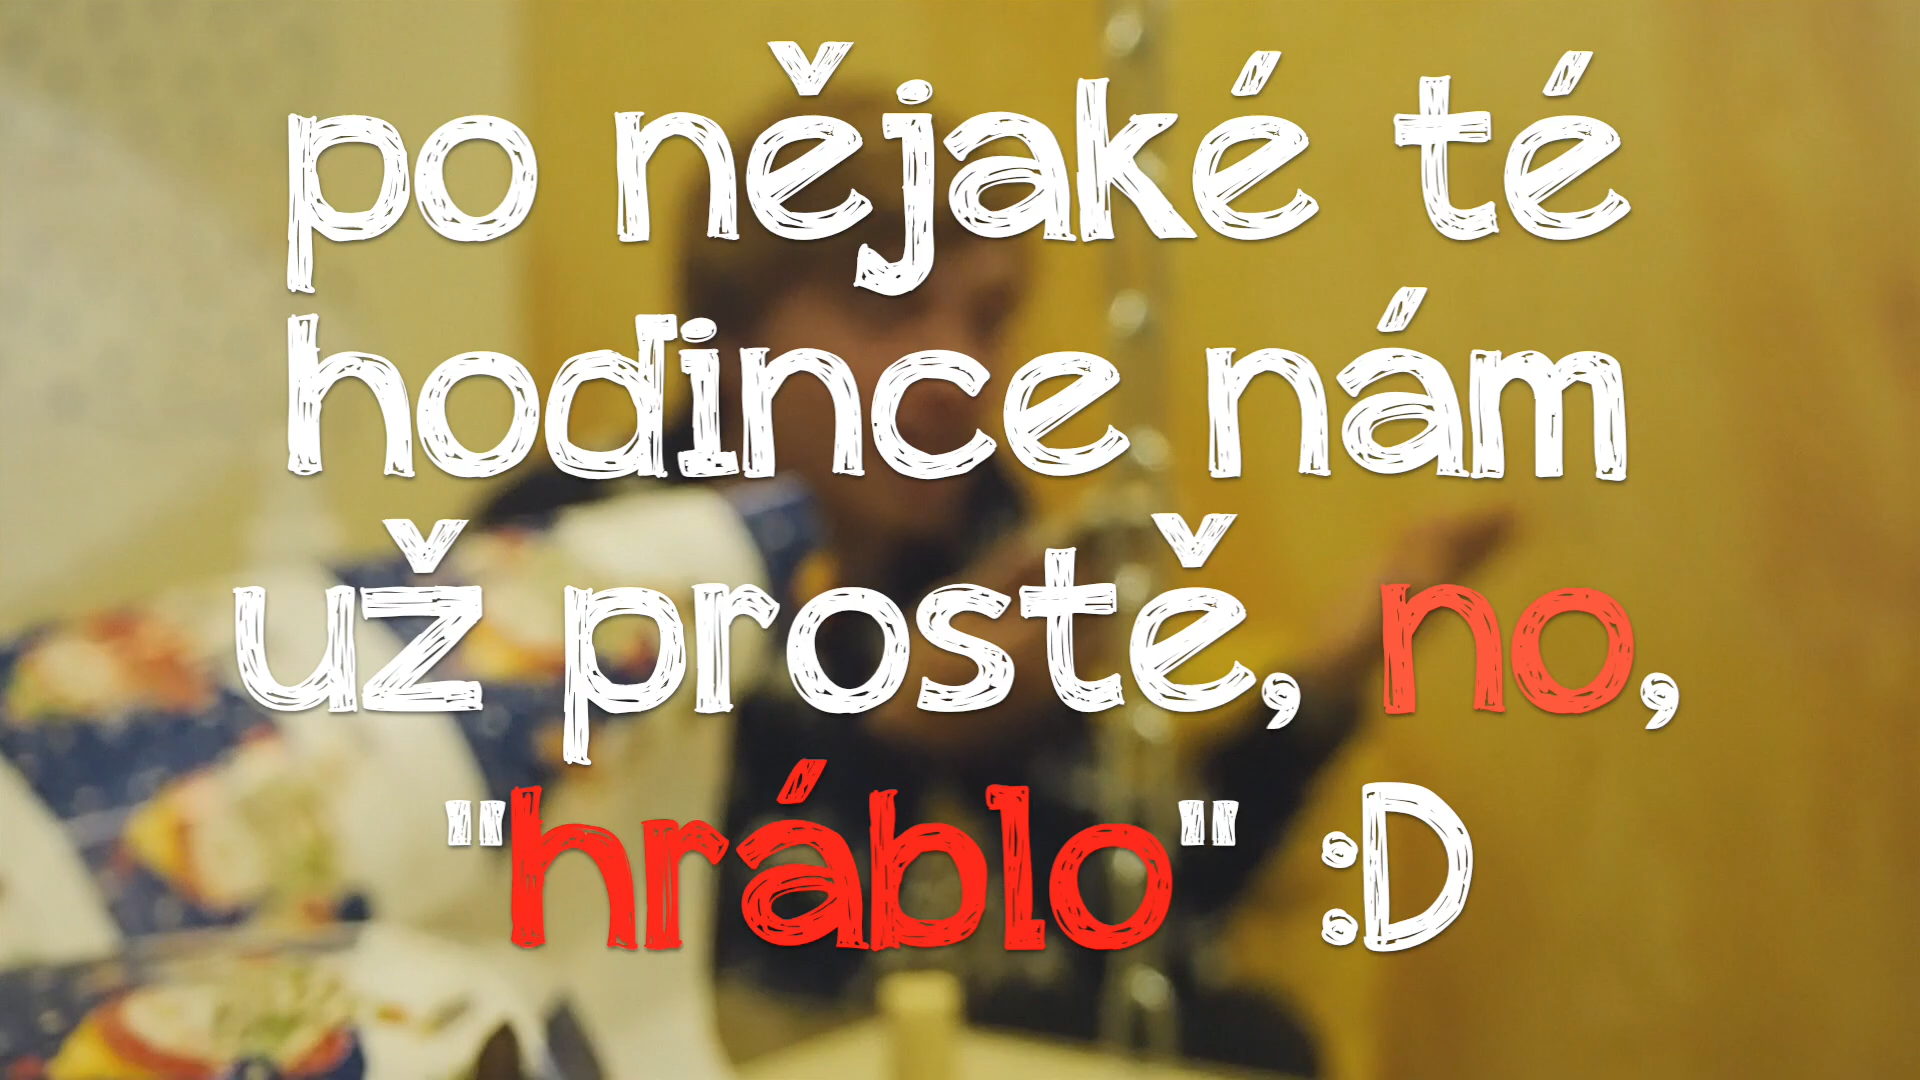 po nějaké té
hodince nám
už prostě, no,
"hráblo" :D